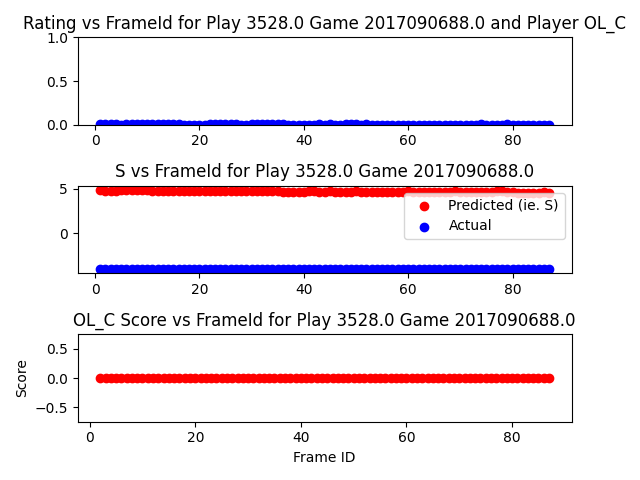 Rating vs FrameId for Play 3528.0 Game 2017090688.0 and Player OL_C
1.0
0.5
0.0
0 20 40 60 80
S vs FrameId for Play 3528.0 Game 2017090688.0
5
0
Predicted (ie. S)
Actual
0 20 40 60 80
OL_C Score vs FrameId for Play 3528.0 Game 2017090688.0
Score
0.5
0.0
−0.5
0 20 40 60 80
Frame ID